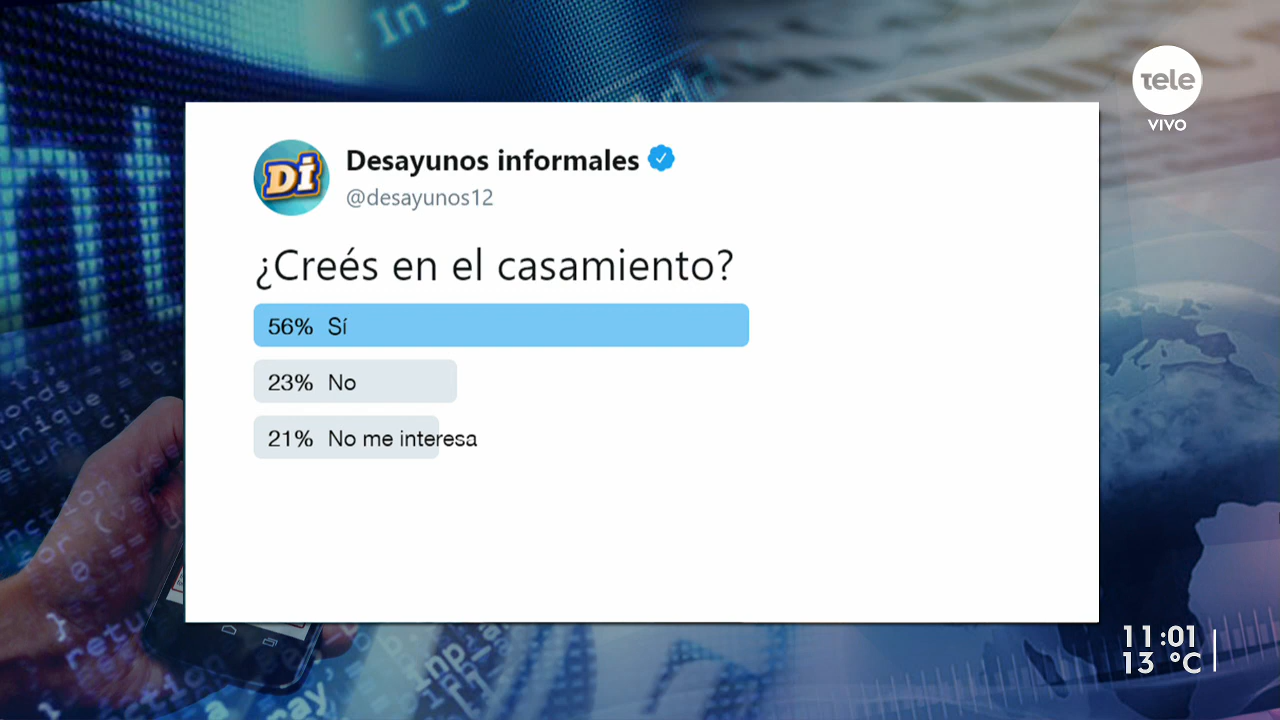 tele
VIVO
Di
Desayunos informales
@desayunos12
¿Creés en el casamiento?
56% Sí
23% No
21% No me interesa
11:01
13 °C